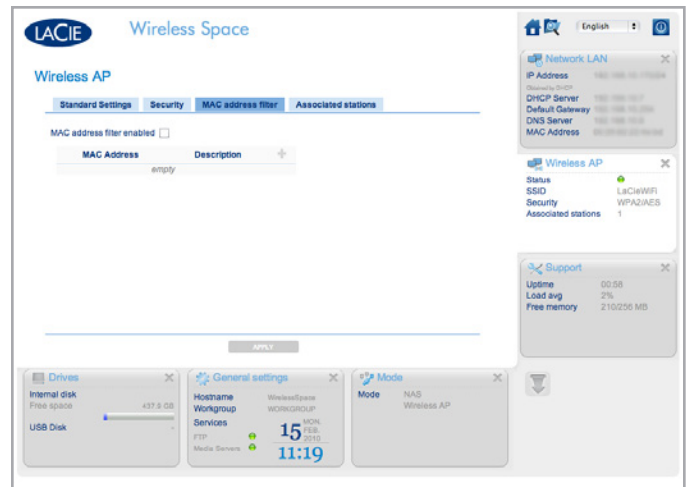 LACIE Wireless Space
English
Wireless AP
Standard Settings Security MAC address filter Associated stations
MAC address filter enabled
MAC Address Description
empty
APPLY
Network LAN
IP Address
Obtained by DHCP
DHCP Server
Default Gateway
DNS Server
MAC Address
Wireless AP
Status
SSID LaCieWiFi
Security WPA2/AES
Associated stations 1
Support
Uptime 00:58
Load avg 2%
Free memory 210/256 MB
Drives
Internal disk
Free space 437.9 GB
USB Disk -
General settings
Hostname WirelessSpace
Workgroup WORKGROUP
Services
FTP
Media Servers
15 MON. FEB. 2010
11:19
Mode
Mode NAS
Wireless AP